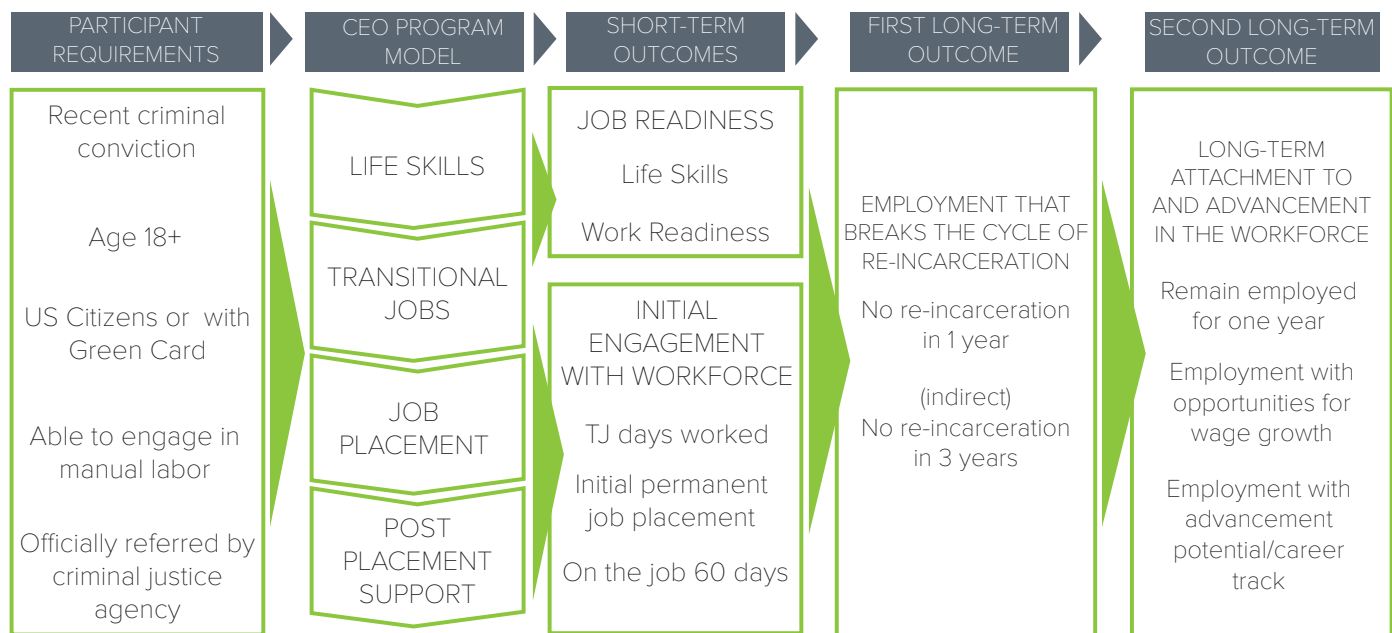 PARTICIPANT
REQUIREMENTS
CEO PROGRAM
MODEL
SHORT-TERM
OUTCOMES
FIRST LONG-TERM
OUTCOME
SECOND LONG-TERM
OUTCOME
Recent criminal
conviction
Age 18+
US Citizens or with
Green Card
Able to engage in
manual labor
Officially referred by
criminal justice
agency
LIFE SKILLS
TRANSITIONAL
JOBS
JOB
PLACEMENT
POST
PLACEMENT
SUPPORT
JOB READINESS
Life Skills
Work Readiness
INITIAL
ENGAGEMENT
WITH WORKFORCE
TJ days worked
Initial permanent
job placement
On the job 60 days
EMPLOYMENT THAT
BREAKS THE CYCLE OF
RE-INCARCERATION
No re-incarceration
in 1 year
(indirect)
No re-incarceration
in 3 years
LONG-TERM
ATTACHMENT TO
AND ADVANCEMENT
IN THE WORKFORCE
Remain employed
for one year
Employment with
opportunities for
wage growth
Employment with
advancement
potential/career
track